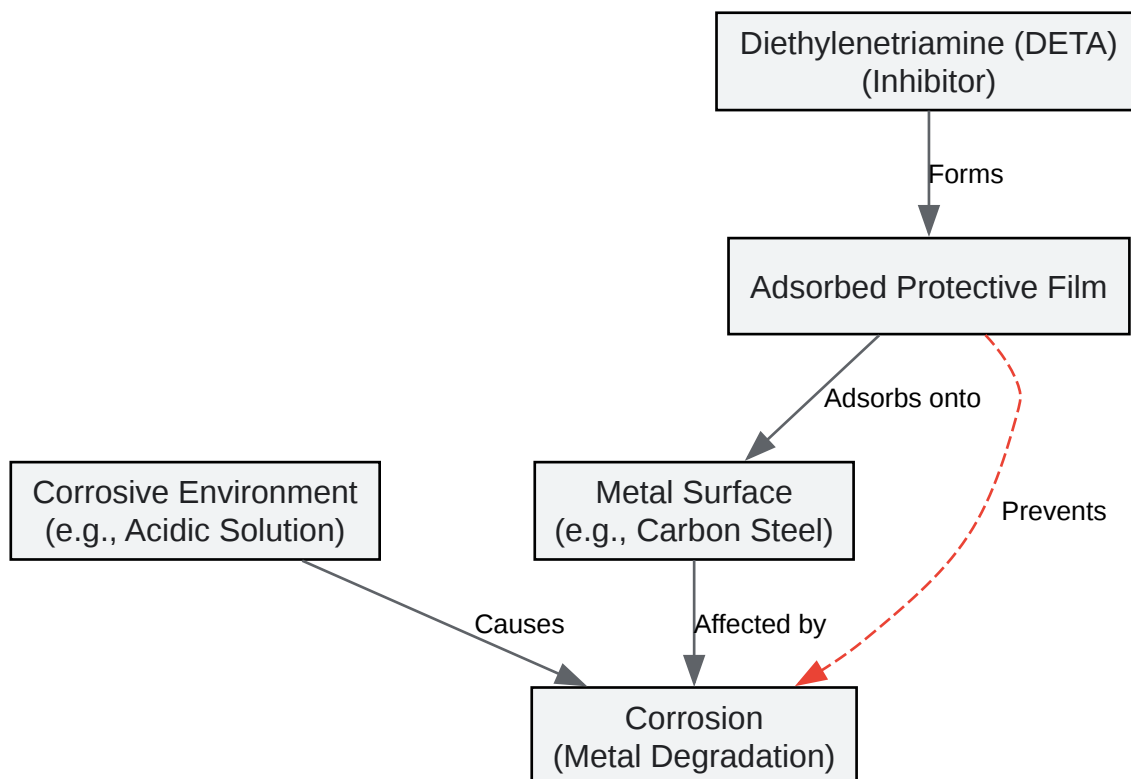 Diethylenetriamine (DETA)
(Inhibitor)
Forms
Adsorbed Protective Film
Adsorbs onto
Corrosive Environment
(e.g., Acidic Solution)
Metal Surface
(e.g., Carbon Steel)
Prevents
Causes
Affected by
Corrosion
(Metal Degradation)